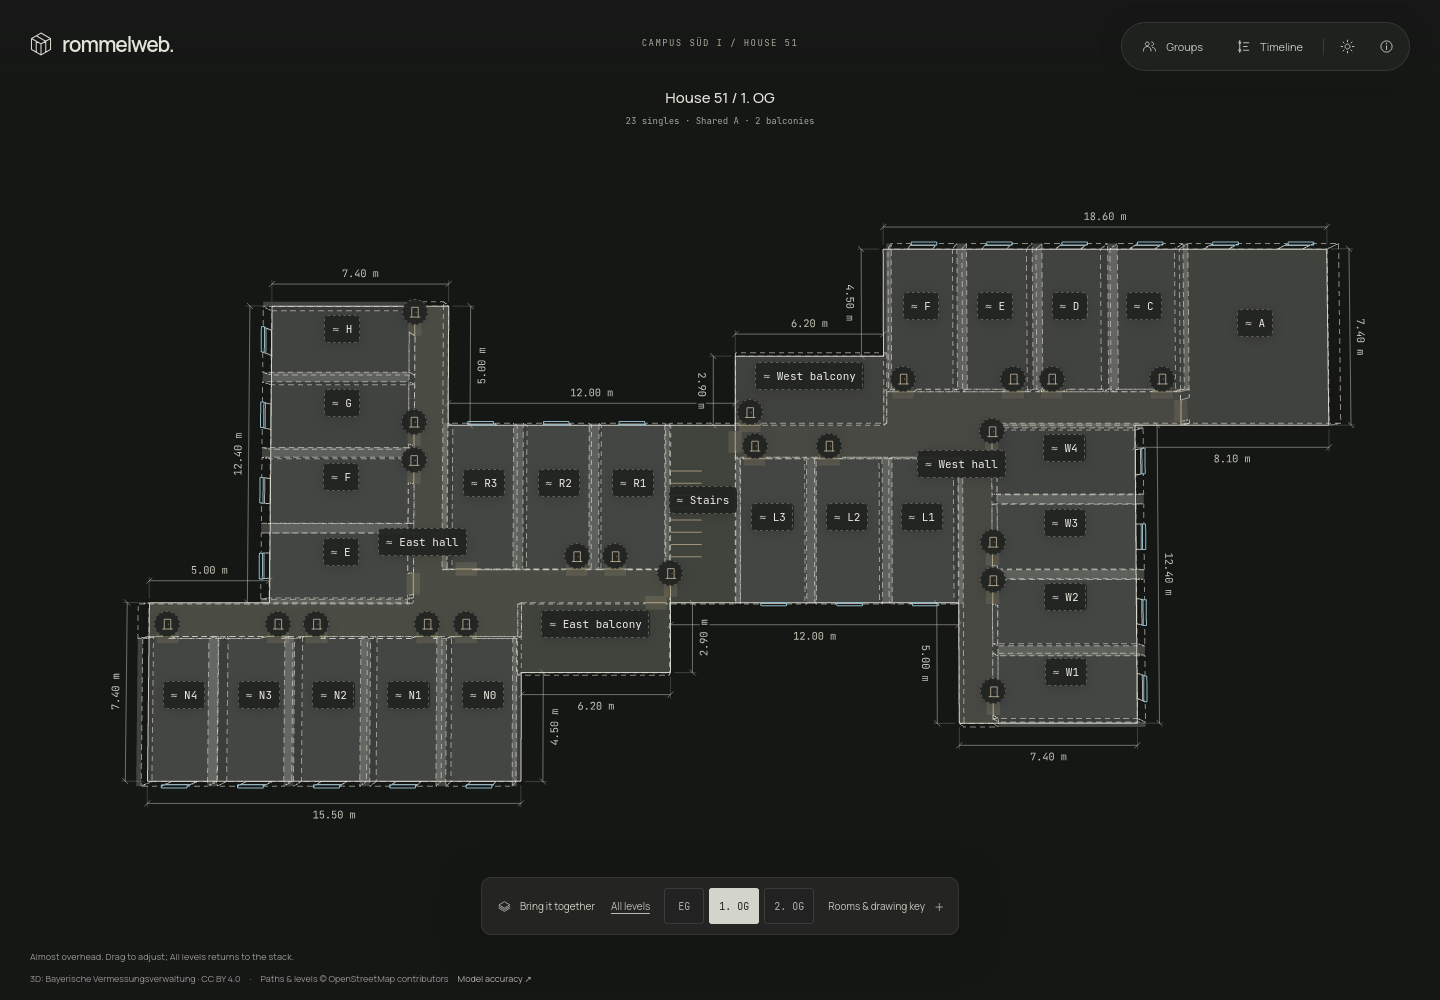 rommelweb.
CAMPUS SÜD I / HOUSE 51
Groups
Timeline
House 51 / 1. OG
23 singles · Shared A · 2 balconies
18.60 m
7.40 m
4.50 m
6.20 m
≈ F
≈ E
≈ D
≈ C
≈ A
7.40 m
≈ H
5.00 m
12.00 m
2.90 m
≈ West balcony
≈ G
12.40 m
≈ F
≈ R3
≈ R2
≈ R1
≈ Stairs
≈ West hall
≈ W4
8.10 m
≈ L3
≈ L2
≈ L1
≈ W3
≈ East hall
≈ E
5.00 m
12.40 m
≈ W2
≈ East balcony
2.90 m
12.00 m
5.00 m
≈ W1
7.40 m
≈ N4
≈ N3
≈ N2
≈ N1
≈ N0
6.20 m
4.50 m
7.40 m
15.50 m
Bring it together
All levels
EG
1. OG
2. OG
Rooms & drawing key +
Almost overhead. Drag to adjust; All levels returns to the stack.
3D: Bayerische Vermessungsverwaltung · CC BY 4.0 · Paths & levels © OpenStreetMap contributors Model accuracy ↗